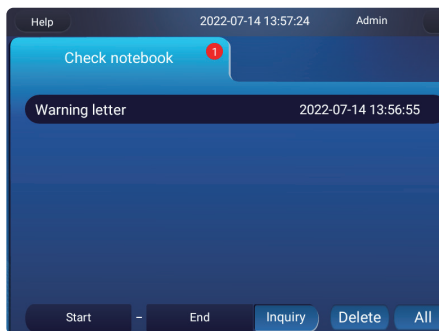 Help 2022-07-14 13:57:24 Admin
Check notebook 1
Warning letter 2022-07-14 13:56:55
Start – End Inquiry Delete All